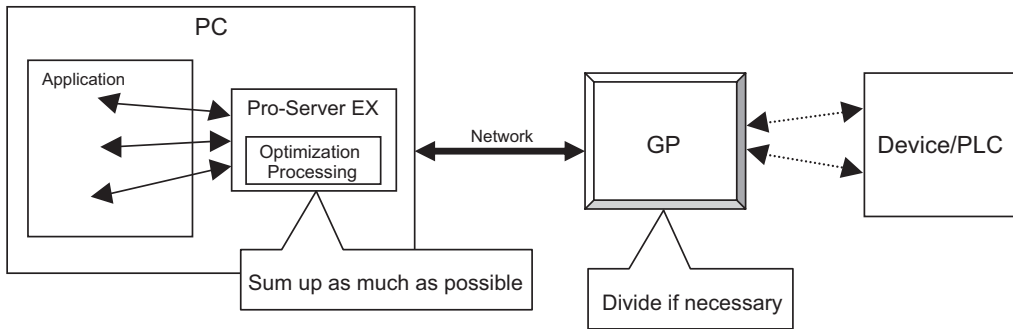 PC
Application
Pro-Server EX
Optimization
Processing
Network
GP
Device/PLC
Sum up as much as possible
Divide if necessary